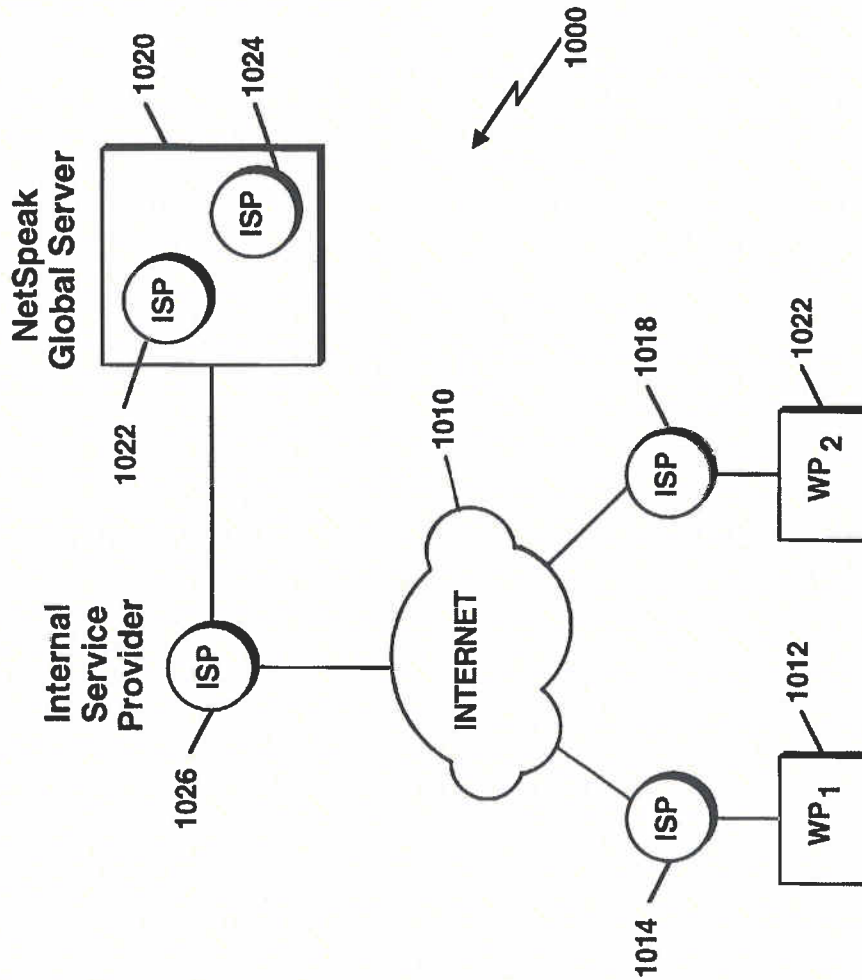 NetSpeak
Global Server
1020
ISP
1022
ISP
1024
Internal
Service
Provider
ISP
1026
1000
INTERNET
1010
ISP
1014
ISP
1018
WP1
1012
WP2
1022